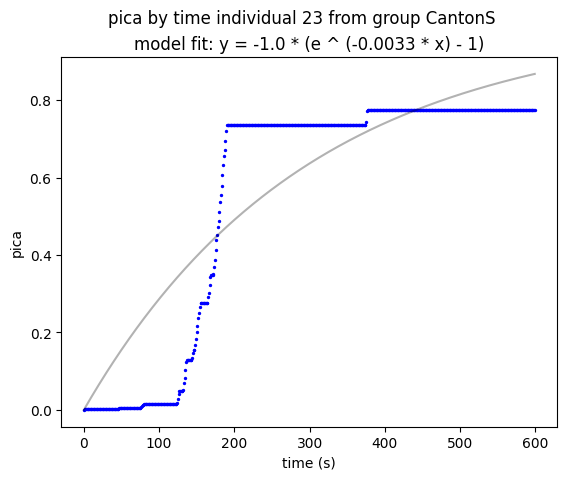 pica by time individual 23 from group CantonS
model fit: y = -1.0 * (e ^ (-0.0033 * x) - 1)
0.8
0.6
0.4
0.2
0.0
pica
0 100 200 300 400 500 600
time (s)